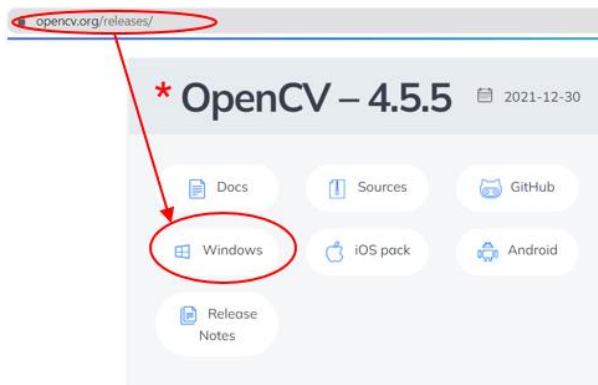 opencv.org/releases/
* OpenCV – 4.5.5 2021-12-30
Docs Sources GitHub
Windows iOS pack Android
Release
Notes